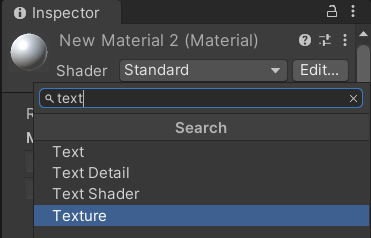 Inspector
New Material 2 (Material)
Shader Standard Edit...
text
Search
Text
Text Detail
Text Shader
Texture